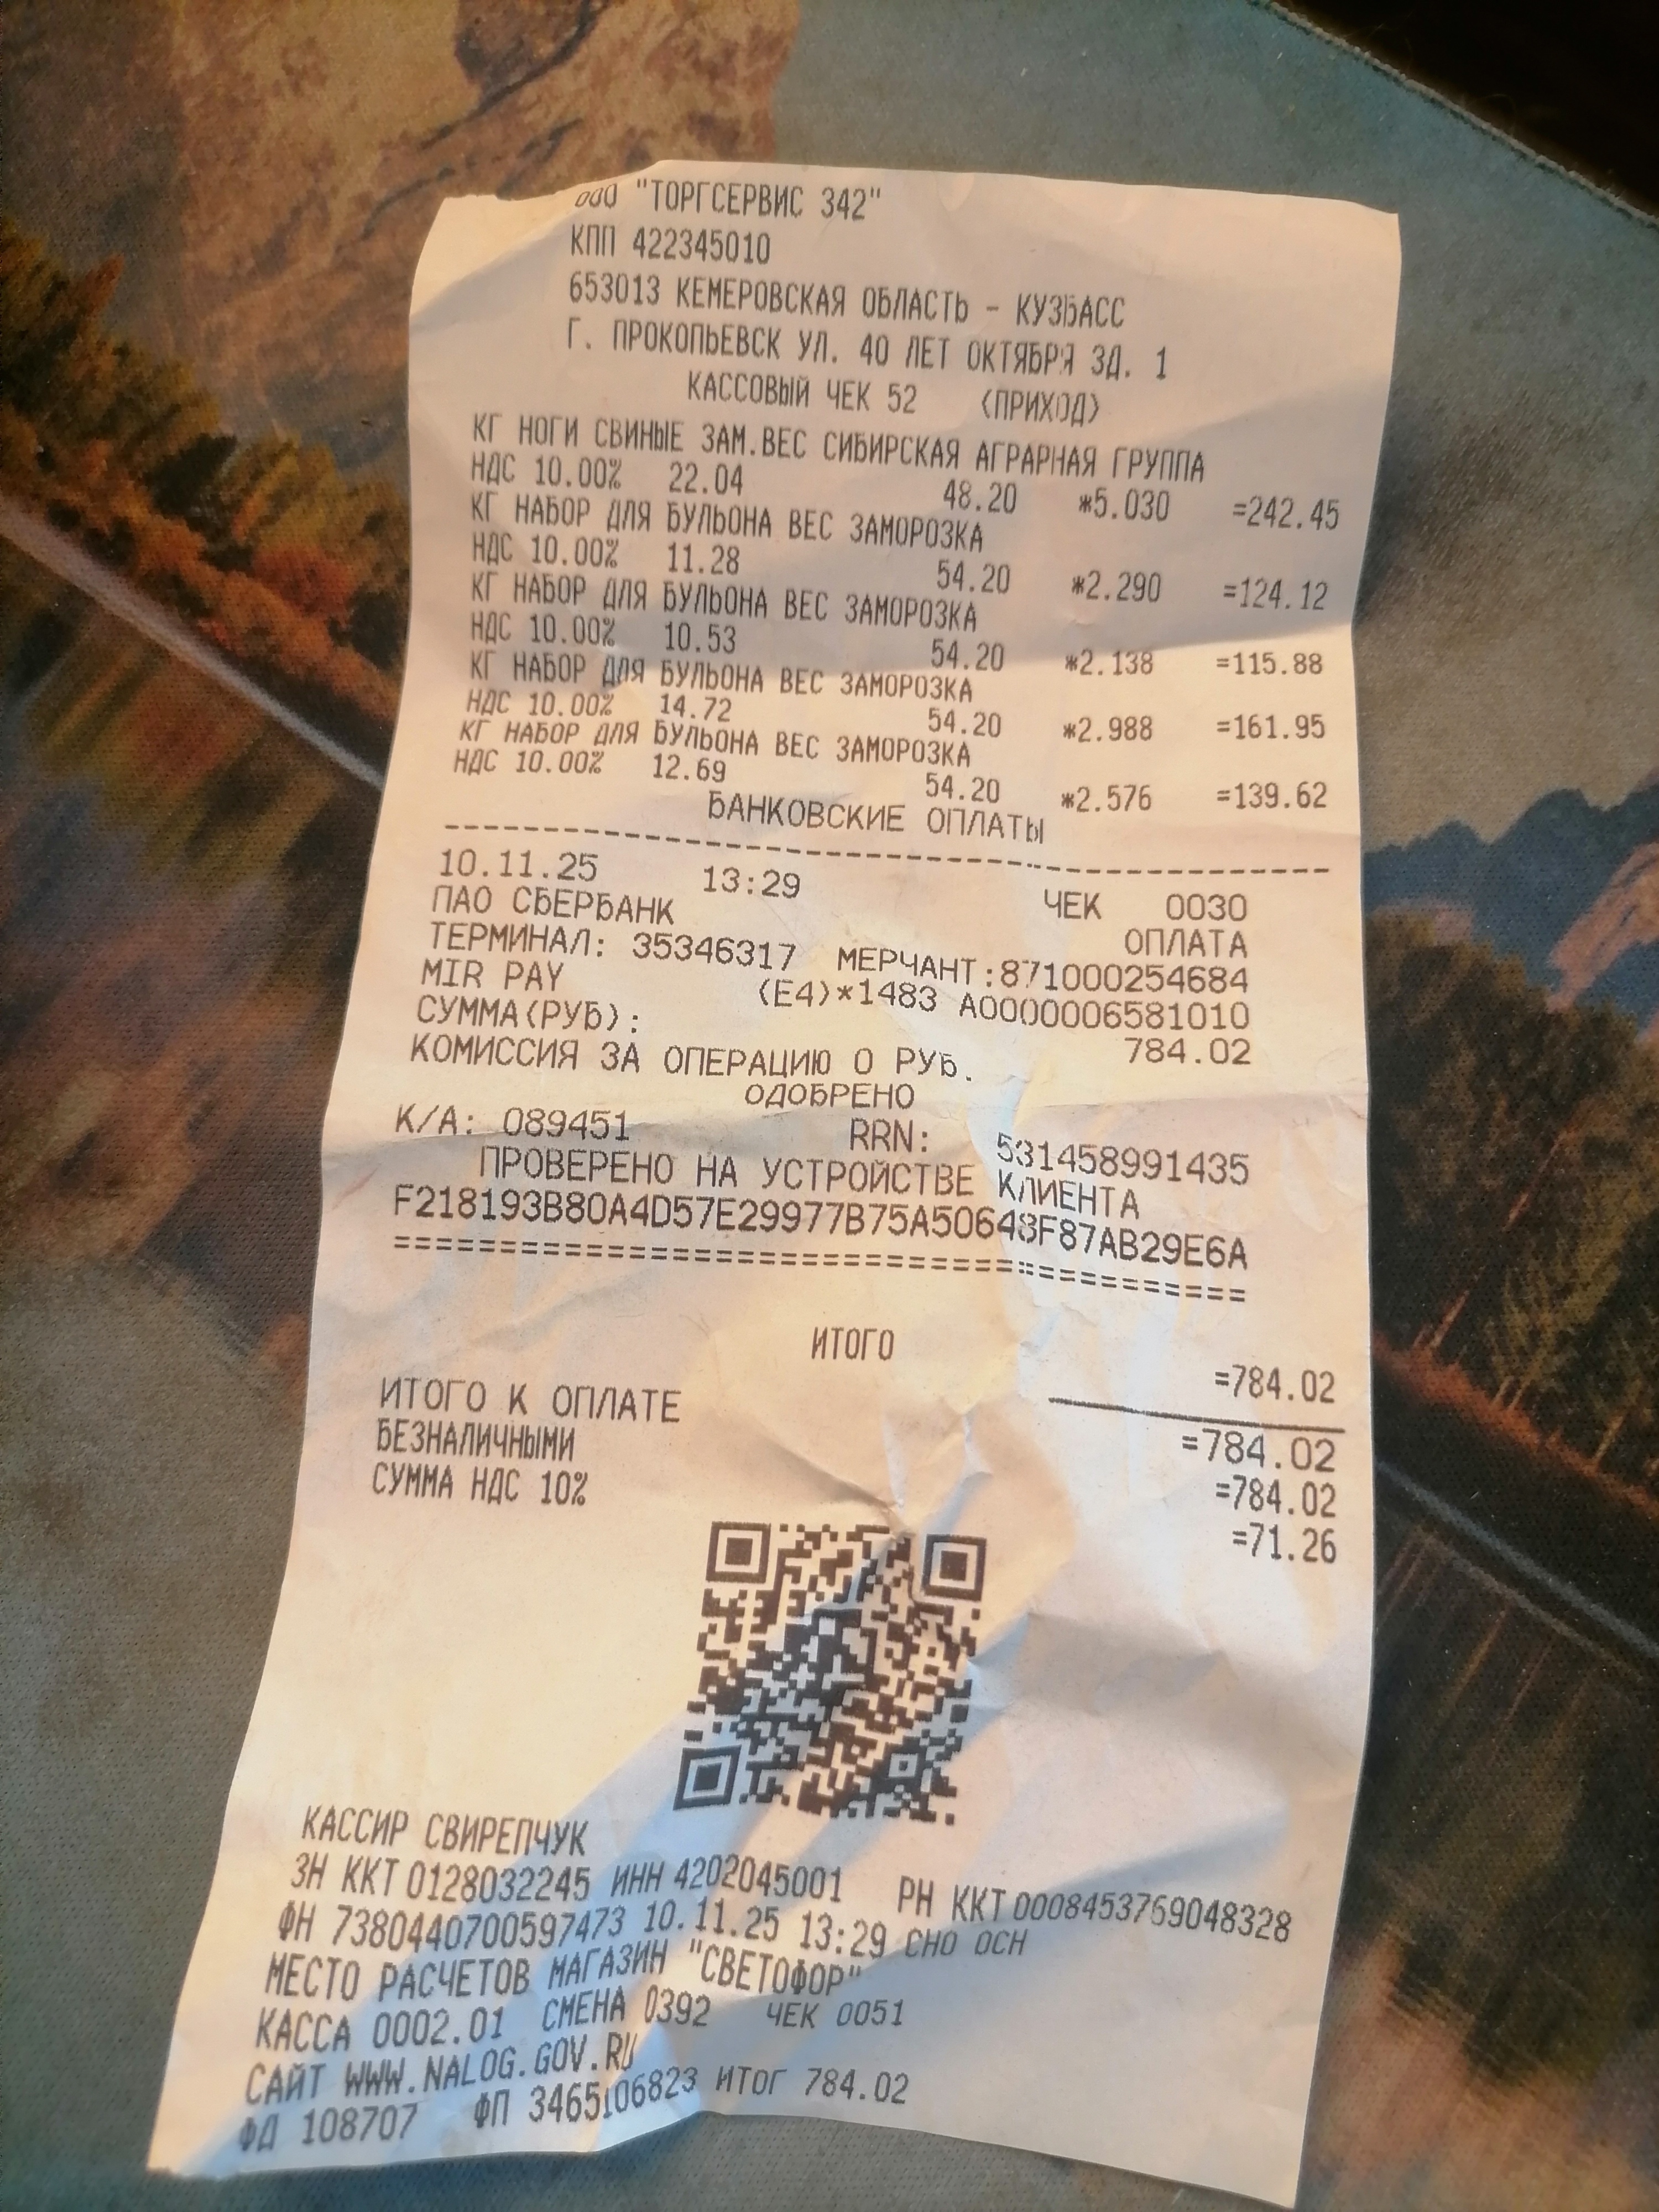 ООО "ТОРГСЕРВИС 342"
КПП 422345010
653013 КЕМЕРОВСКАЯ ОБЛАСТЬ - КУЗБАСС
Г. ПРОКОПЬЕВСК УЛ. 40 ЛЕТ ОКТЯБРЯ ЗД. 1
КАССОВЫЙ ЧЕК 52 (ПРИХОД)
КГ НОГИ СВИНЫЕ ЗАМ.ВЕС СИБИРСКАЯ АГРАРНАЯ ГРУППА
НДС 10.00% 22.04 48.20 *5.030 =242.45
КГ НАБОР ДЛЯ БУЛЬОНА ВЕС ЗАМОРОЗКА
НДС 10.00% 11.28 54.20 *2.290 =124.12
КГ НАБОР ДЛЯ БУЛЬОНА ВЕС ЗАМОРОЗКА
НДС 10.00% 10.53 54.20 *2.138 =115.88
КГ НАБОР ДЛЯ БУЛЬОНА ВЕС ЗАМОРОЗКА
НДС 10.00% 14.72 54.20 *2.988 =161.95
КГ НАБОР ДЛЯ БУЛЬОНА ВЕС ЗАМОРОЗКА
НДС 10.00% 12.69 54.20 *2.576 =139.62
БАНКОВСКИЕ ОПЛАТЫ
10.11.25 13:29 ЧЕК 0030
ПАО СБЕРБАНК ОПЛАТА
ТЕРМИНАЛ: 35346317 МЕРЧАНТ:871000254684
MIR PAY (E4)*1483 A0000006581010
СУММА(РУБ): 784.02
КОМИССИЯ ЗА ОПЕРАЦИЮ 0 РУБ.
ОДОБРЕНО
К/А: 089451 RRN: 531458991435
ПРОВЕРЕНО НА УСТРОЙСТВЕ КЛИЕНТА
F218193B80A4D57E29977B75A50648F87AB29E6A
========================================
ИТОГО
=784.02
ИТОГО К ОПЛАТЕ =784.02
БЕЗНАЛИЧНЫМИ =784.02
СУММА НДС 10% =71.26
КАССИР СВИРЕПЧУК
ЗН ККТ 0128032245 ИНН 4202045001 РН ККТ 0008453769048328
ФН 7380440700597473 10.11.25 13:29 СНО ОСН
МЕСТО РАСЧЕТОВ МАГАЗИН "СВЕТОФОР"
КАССА 0002.01 СМЕНА 0392 ЧЕК 0051
САЙТ WWW.NALOG.GOV.RU
ФД 108707 ФП 3465106823 ИТОГ 784.02